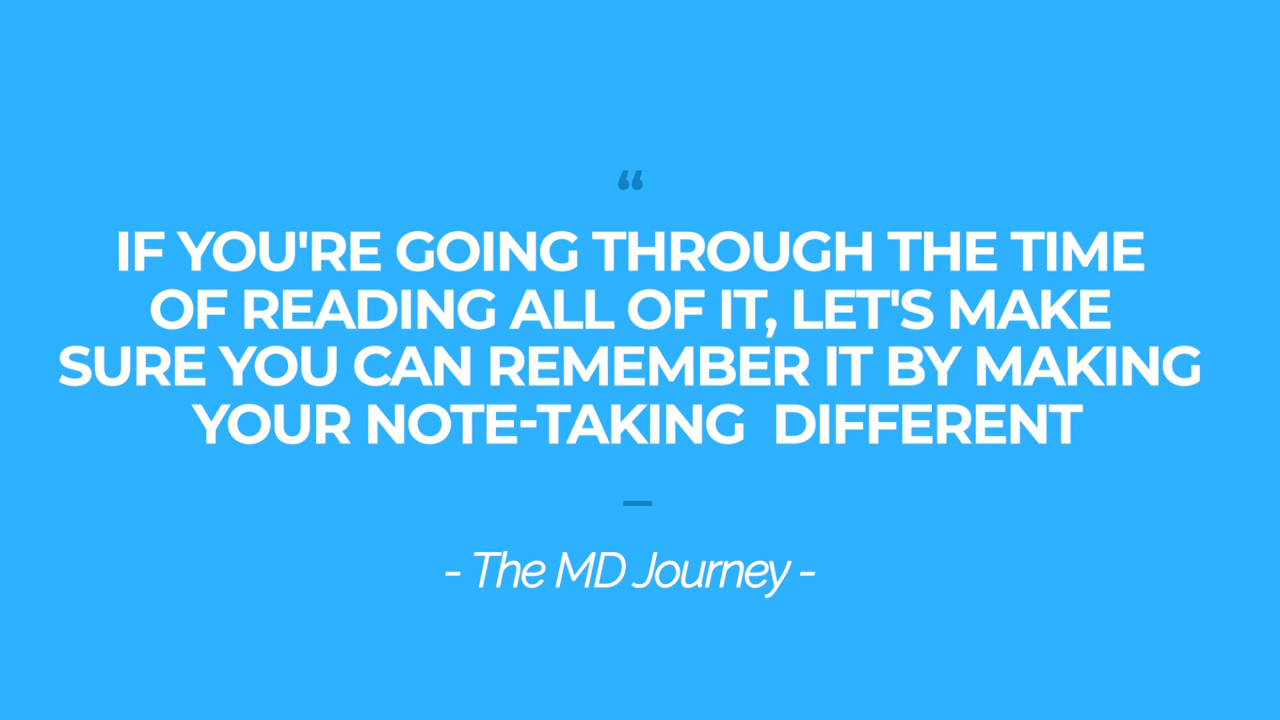 “
IF YOU'RE GOING THROUGH THE TIME
OF READING ALL OF IT, LET'S MAKE
SURE YOU CAN REMEMBER IT BY MAKING
YOUR NOTE-TAKING  DIFFERENT
- The MD Journey -